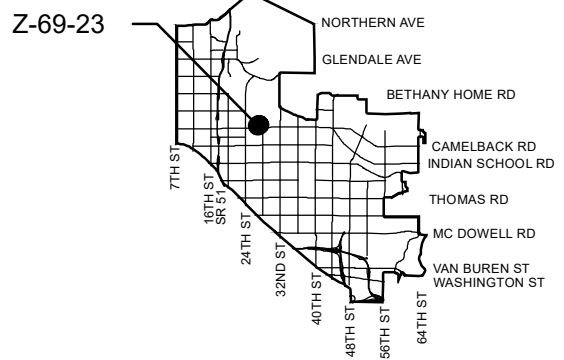 Z-69-23
NORTHERN AVE
GLENDALE AVE
BETHANY HOME RD
CAMELBACK RD
INDIAN SCHOOL RD
THOMAS RD
MC DOWELL RD
VAN BUREN ST
WASHINGTON ST
7TH ST
16TH ST
SR 51
24TH ST
32ND ST
40TH ST
48TH ST
56TH ST
64TH ST